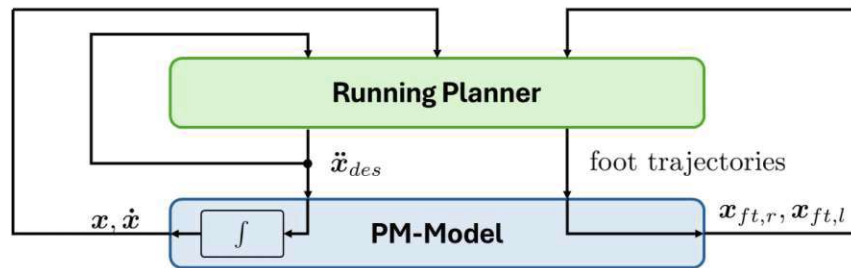 Running Planner
ẍ_des
foot trajectories
x, ẋ
∫
PM-Model
x_ft,r, x_ft,l